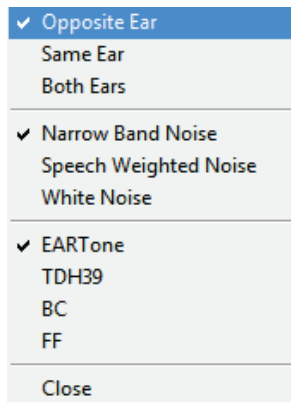 Opposite Ear
Same Ear
Both Ears
Narrow Band Noise
Speech Weighted Noise
White Noise
EARTone
TDH39
BC
FF
Close